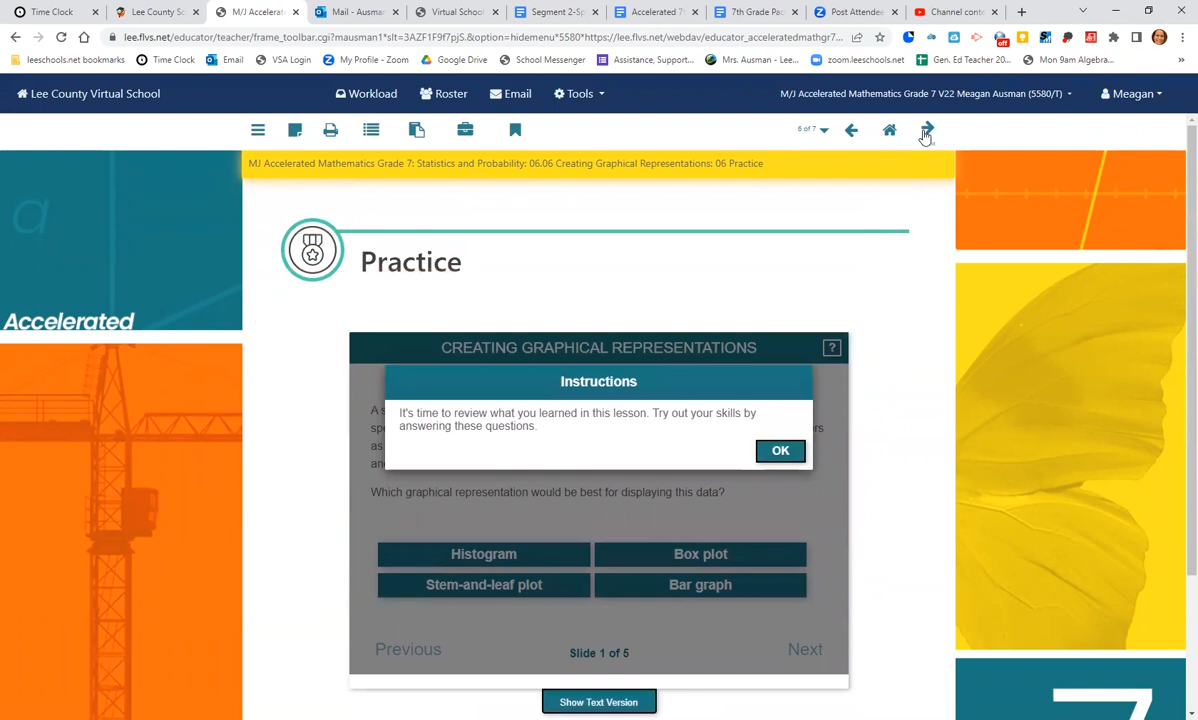 Time Clock
Lee County Sc
M/J Accelerat
Mail - Ausma
Virtual School
Segment 2-Sp
Accelerated 7t
7th Grade Pac
Post Attendee
Channel conte
lee.flvs.net/educator/teacher/frame_toolbar.cgi?mausman1*slt=3AZF1F9f7pjS.&option=hidemenu*5580*https://lee.flvs.net/webdav/educator_acceleratedmathgr7...
off
leeschools.net bookmarks
Time Clock
Email
VSA Login
My Profile - Zoom
Google Drive
School Messenger
Assistance, Support...
Mrs. Ausman - Lee...
zoom.leeschools.net
Gen. Ed Teacher 20...
Mon 9am Algebra...
Lee County Virtual School
Workload
Roster
Email
Tools
M/J Accelerated Mathematics Grade 7 V22 Meagan Ausman (5580/T)
Meagan
6 of 7
MJ Accelerated Mathematics Grade 7: Statistics and Probability: 06.06 Creating Graphical Representations: 06 Practice
a
Accelerated
Practice
CREATING GRAPHICAL REPRESENTATIONS
?
Instructions
It's time to review what you learned in this lesson. Try out your skills by
answering these questions.
OK
Which graphical representation would be best for displaying this data?
Histogram
Box plot
Stem-and-leaf plot
Bar graph
Previous
Slide 1 of 5
Next
Show Text Version
7